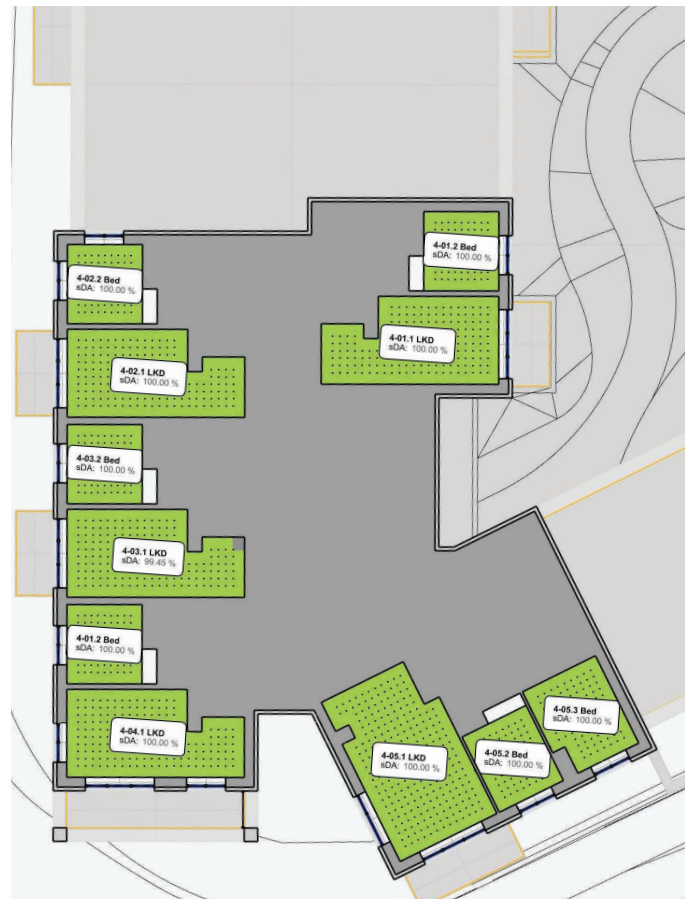 4-01.2 Bed
sDA: 100.00 %
4-02.2 Bed
sDA: 100.00 %
4-01.1 LKD
sDA: 100.00 %
4-02.1 LKD
sDA: 100.00 %
4-03.2 Bed
sDA: 100.00 %
4-03.1 LKD
sDA: 99.45 %
4-01.2 Bed
sDA: 100.00 %
4-04.1 LKD
sDA: 100.00 %
4-05.3 Bed
sDA: 100.00 %
4-05.2 Bed
sDA: 100.00 %
4-05.1 LKD
sDA: 100.00 %